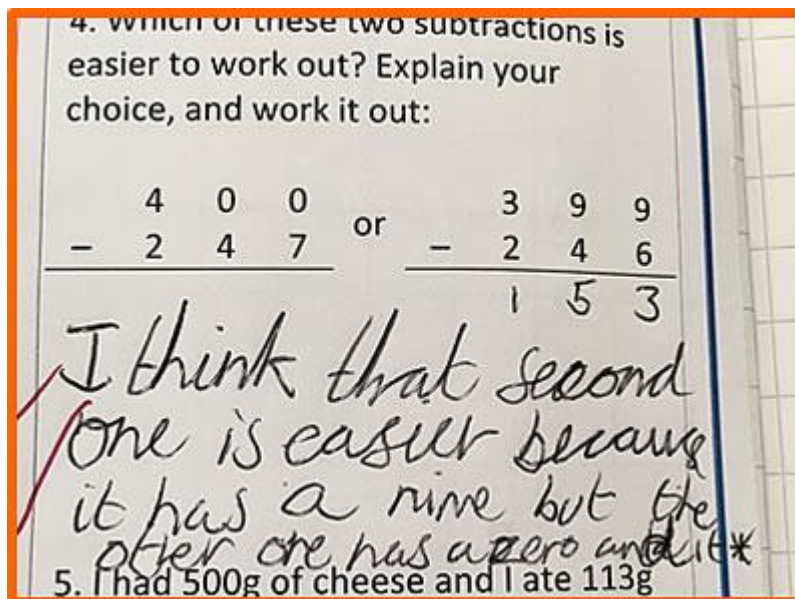 4. Which of these two subtractions is
easier to work out? Explain your
choice, and work it out:
4 0 0 or 3 9 9
- 2 4 7 - 2 4 6
1 5 3
I think that second
one is easier because
it has a nine but the
other one has a zero and it*
5. I had 500g of cheese and I ate 113g